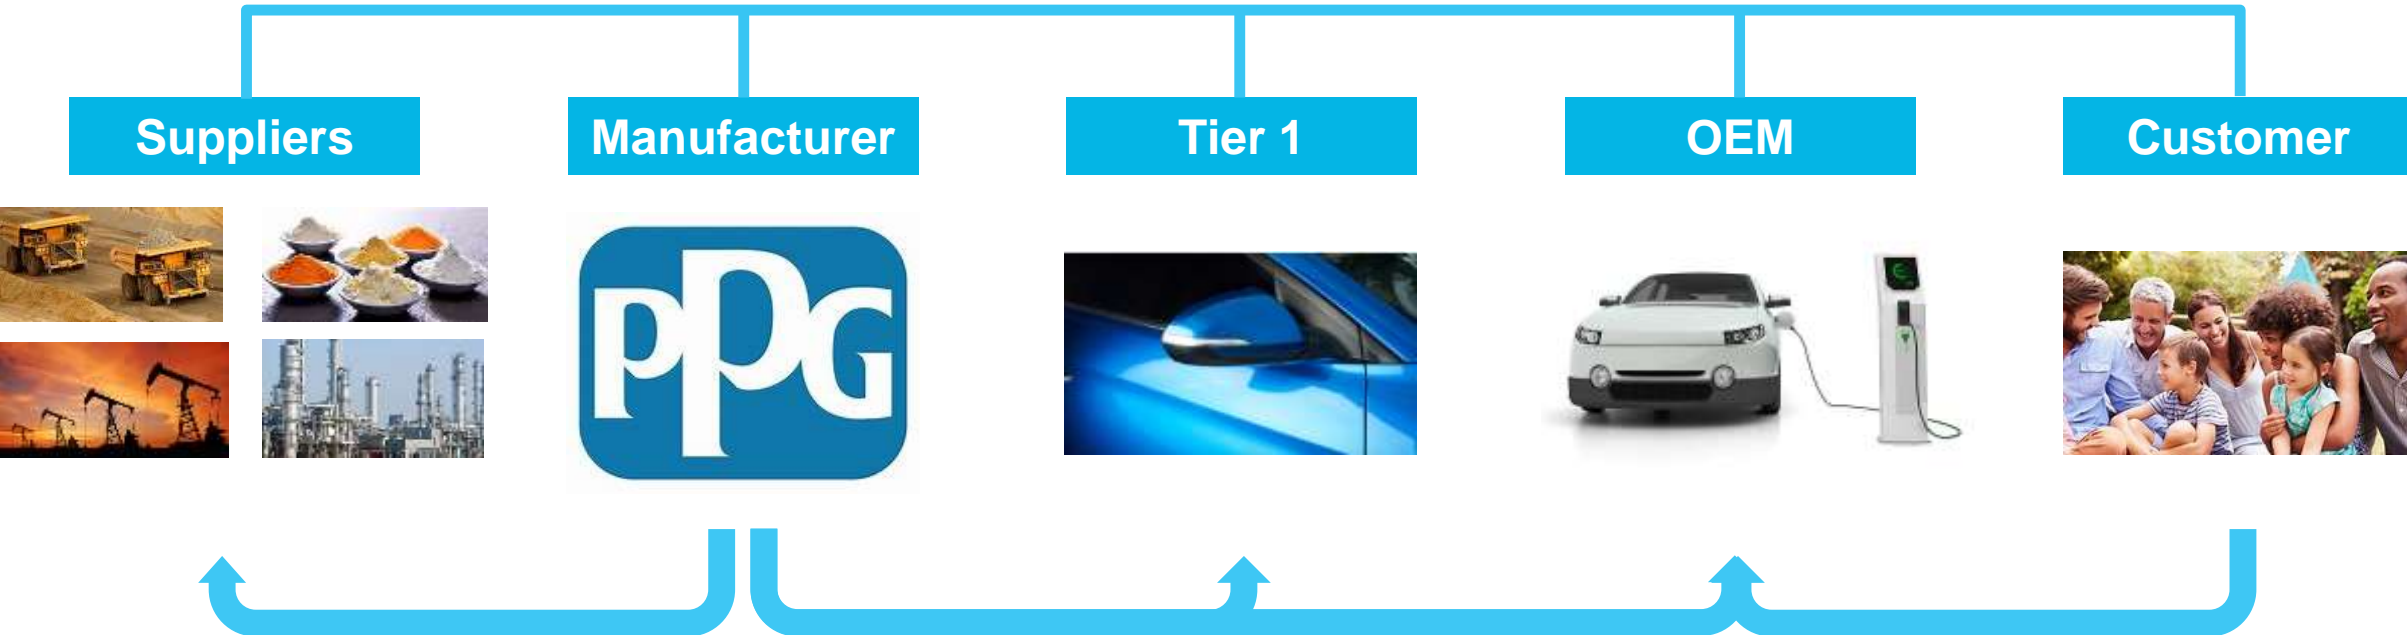 Suppliers
Manufacturer
Tier 1
OEM
Customer
PPG